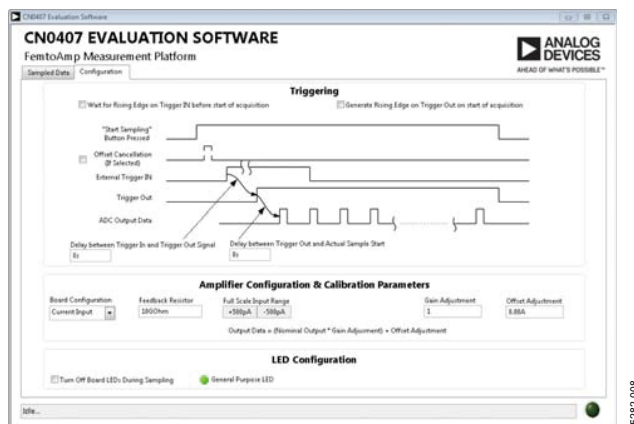 CN0407 Evaluation Software
CN0407 EVALUATION SOFTWARE
FemtoAmp Measurement Platform
ANALOG DEVICES
AHEAD OF WHAT'S POSSIBLE™
Sampled Data Configuration
Triggering
Wait for Rising Edge on Trigger IN before start of acquisition
Generate Rising Edge on Trigger Out on start of acquisition
"Start Sampling"
Button Pressed
Offset Cancellation
(If Selected)
External Trigger IN
Trigger Out
ADC Output Data
Delay between Trigger In and Trigger Out Signal
Delay between Trigger Out and Actual Sample Start
Amplifier Configuration & Calibration Parameters
Board Configuration Feedback Resistor Full Scale Input Range Gain Adjustment Offset Adjustment
Current Input 10GOhm +500pA -500pA 1 0.00A
Output Data = (Nominal Output * Gain Adjusment) + Offset Adjustment
LED Configuration
Turn Off Board LEDs During Sampling General Purpose LED
Idle...